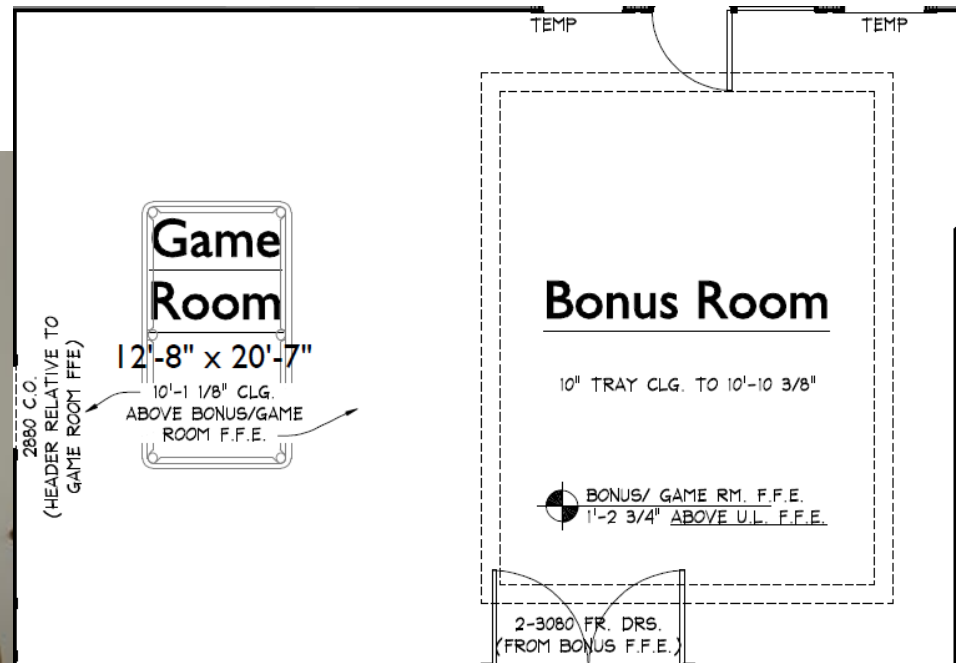 TEMP
TEMP
Game
Room
12'-8" x 20'-7"
10'-1 1/8" CLG.
ABOVE BONUS/GAME
ROOM F.F.E.
2880 C.O.
(HEADER RELATIVE TO
GAME ROOM FFE)
Bonus Room
10" TRAY CLG. TO 10'-10 3/8"
BONUS/ GAME RM. F.F.E.
1'-2 3/4" ABOVE U.L. F.F.E.
2-3080 FR. DRS.
(FROM BONUS F.F.E.)